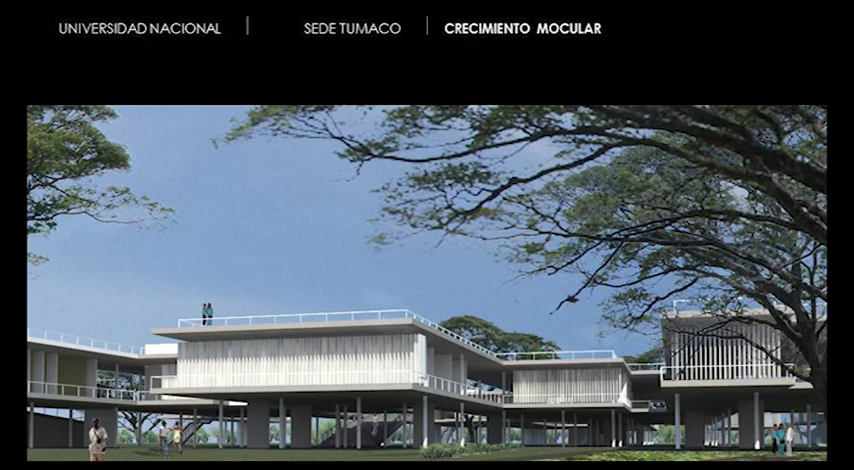 UNIVERSIDAD NACIONAL | SEDE TUMACO | CRECIMIENTO MOCULAR